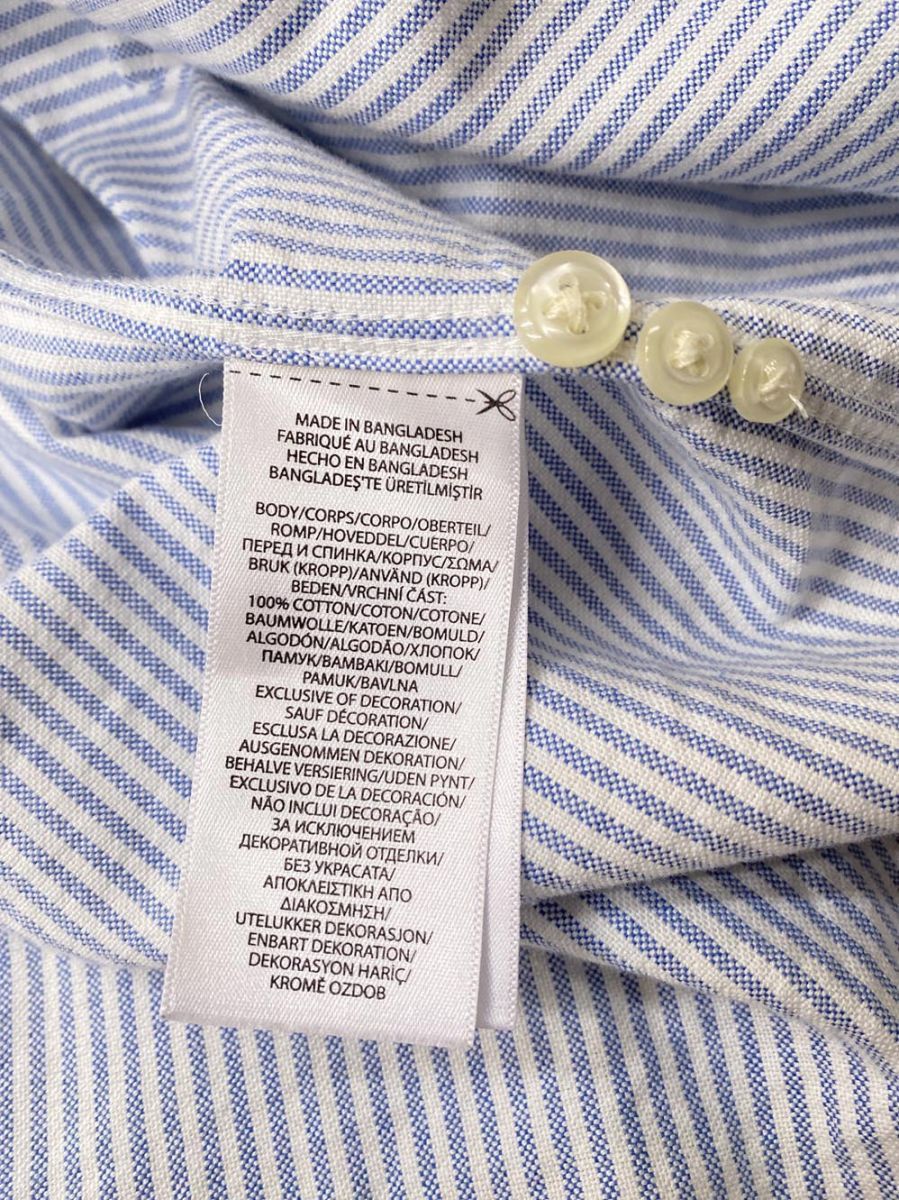 MADE IN BANGLADESH
FABRIQUÉ AU BANGLADESH
HECHO EN BANGLADESH
BANGLADEŞ'TE ÜRETİLMİŞTİR
BODY/CORPS/CORPO/OBERTEIL/
ROMP/HOVEDDEL/CUERPO/
ПЕРЕД И СПИНКА/КОРПУС/ΣΩΜΑ/
BRUK (KROPP)/ANVÄND (KROPP)/
BEDEN/VRCHNÍ ČÁST:
100% COTTON/COTON/COTONE/
BAUMWOLLE/KATOEN/BOMULD/
ALGODÓN/ALGODÃO/ХЛОПОК/
ПАМУК/ΒΑΜΒΑΚΙ/BOMULL/
PAMUK/BAVLNA
EXCLUSIVE OF DECORATION/
SAUF DÉCORATION/
ESCLUSA LA DECORAZIONE/
AUSGENOMMEN DEKORATION/
BEHALVE VERSIERING/UDEN PYNT/
EXCLUSIVO DE LA DECORACIÓN/
NÃO INCLUI DECORAÇÃO/
ЗА ИСКЛЮЧЕНИЕМ
ДЕКОРАТИВНОЙ ОТДЕЛКИ/
БЕЗ УКРАСАТА/
ΑΠΟΚΛΕΙΣΤΙΚΗ ΑΠΟ
ΔΙΑΚΟΣΜΗΣΗ/
UTELUKKER DEKORASJON/
ENBART DEKORATION/
DEKORASYON HARİÇ/
KROMĚ OZDOB